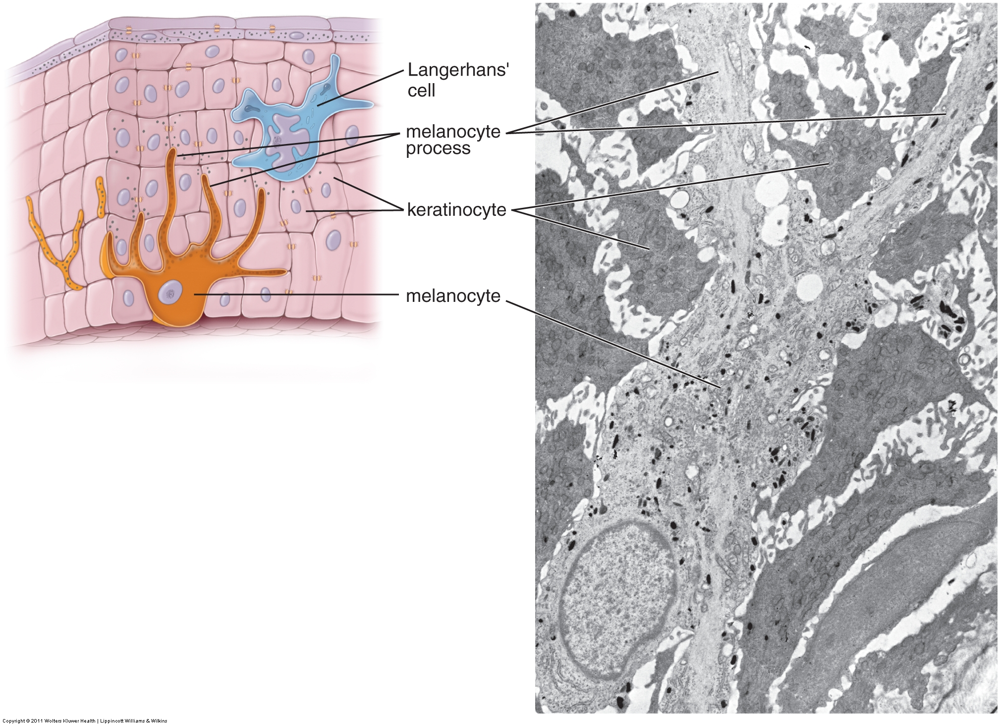 Langerhans'
cell
melanocyte
process
keratinocyte
melanocyte
Copyright © 2011 Wolters Kluwer Health | Lippincott Williams & Wilkins